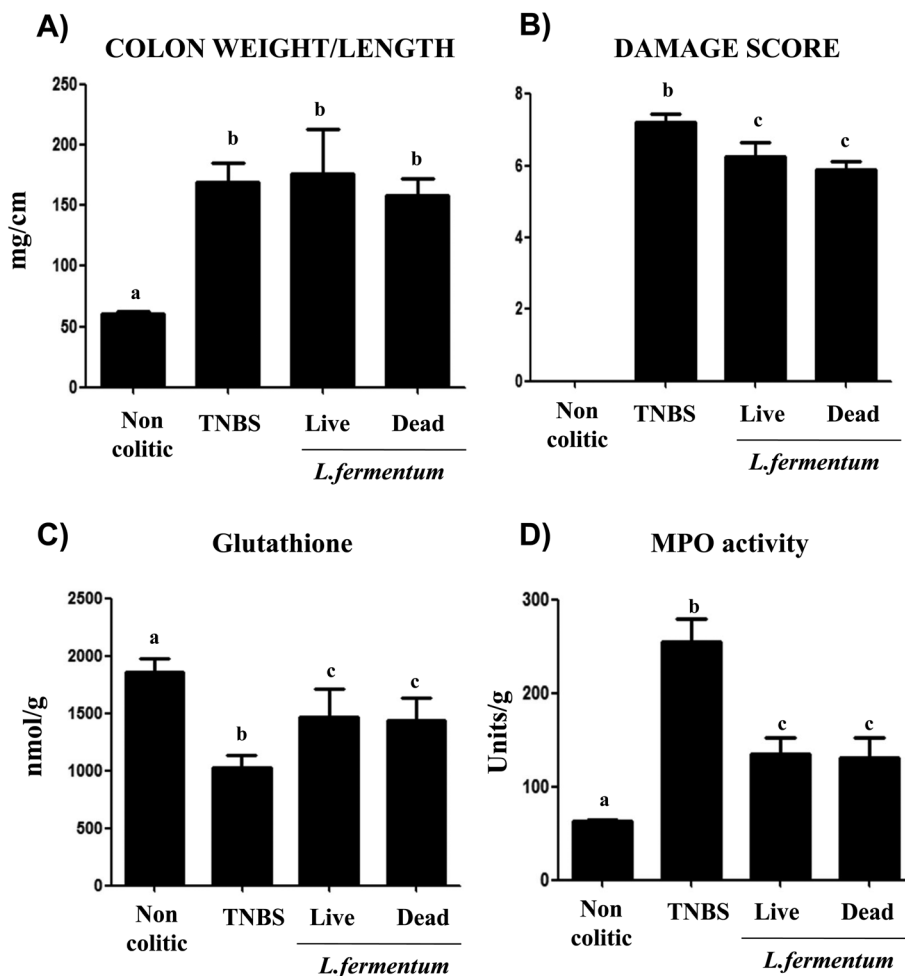 A)
COLON WEIGHT/LENGTH
mg/cm
250
200
150
100
50
0
a
b
b
b
Non
colitic
TNBS
Live
Dead
L.fermentum
B)
DAMAGE SCORE
8
6
4
2
0
b
c
c
Non
colitic
TNBS
Live
Dead
L.fermentum
C)
Glutathione
nmol/g
2500
2000
1500
1000
500
0
a
b
c
c
Non
colitic
TNBS
Live
Dead
L.fermentum
D)
MPO activity
Units/g
300
200
100
0
a
b
c
c
Non
colitic
TNBS
Live
Dead
L.fermentum